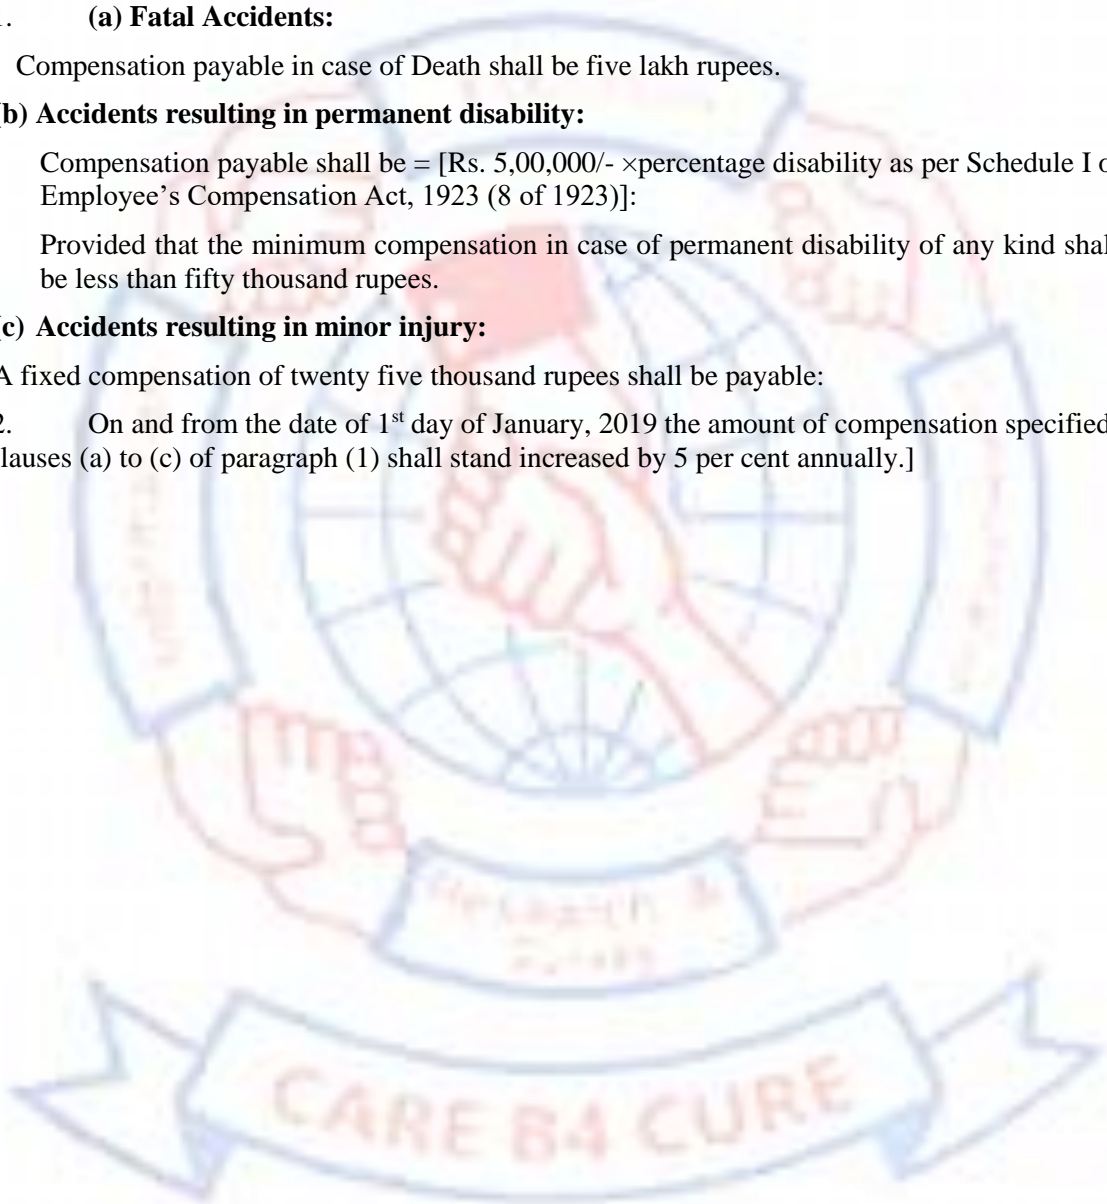 (a) Fatal Accidents:
Compensation payable in case of Death shall be five lakh rupees.
(b) Accidents resulting in permanent disability:
Compensation payable shall be = [Rs. 5,00,000/- ×percentage disability as per Schedule I
Employee’s Compensation Act, 1923 (8 of 1923)]:
Provided that the minimum compensation in case of permanent disability of any kind
be less than fifty thousand rupees.
(c) Accidents resulting in minor injury:
A fixed compensation of twenty five thousand rupees shall be payable:
2. On and from the date of 1st day of January, 2019 the amount of compensation specified
clauses (a) to (c) of paragraph (1) shall stand increased by 5 per cent annually.]
Research &
CARE B4 CURE